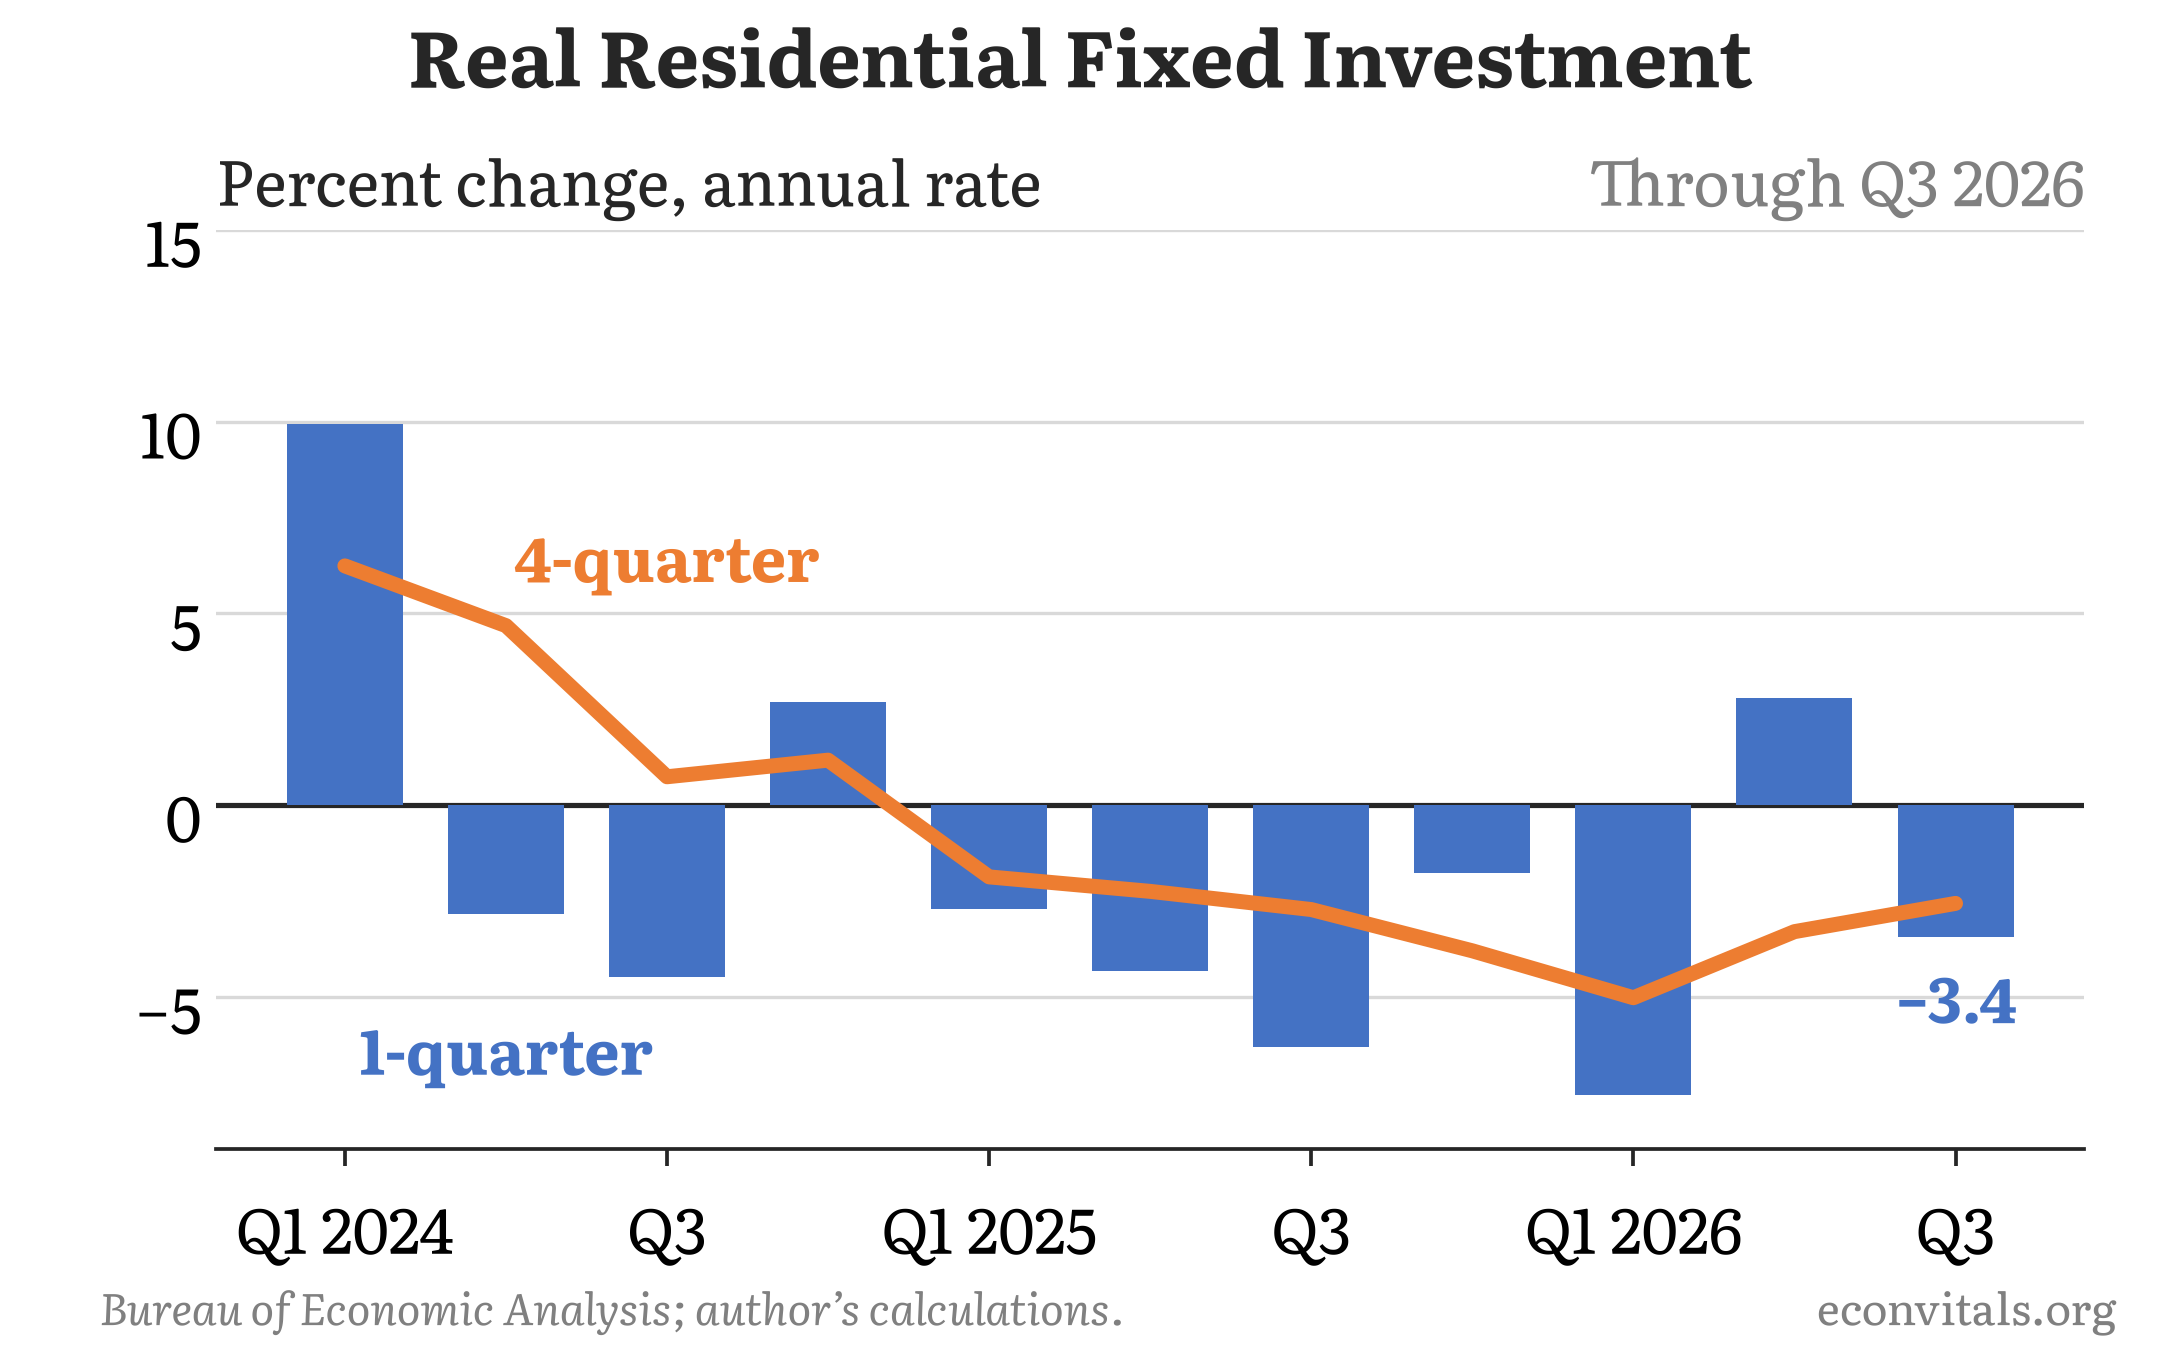 Real Residential Fixed Investment
Percent change, annual rate
Through Q3 2026
15
10
4-quarter
5
0
−5
−3.4
1-quarter
Q1 2024
Q3
Q1 2025
Q3
Q1 2026
Q3
Bureau of Economic Analysis; author’s calculations.
econvitals.org